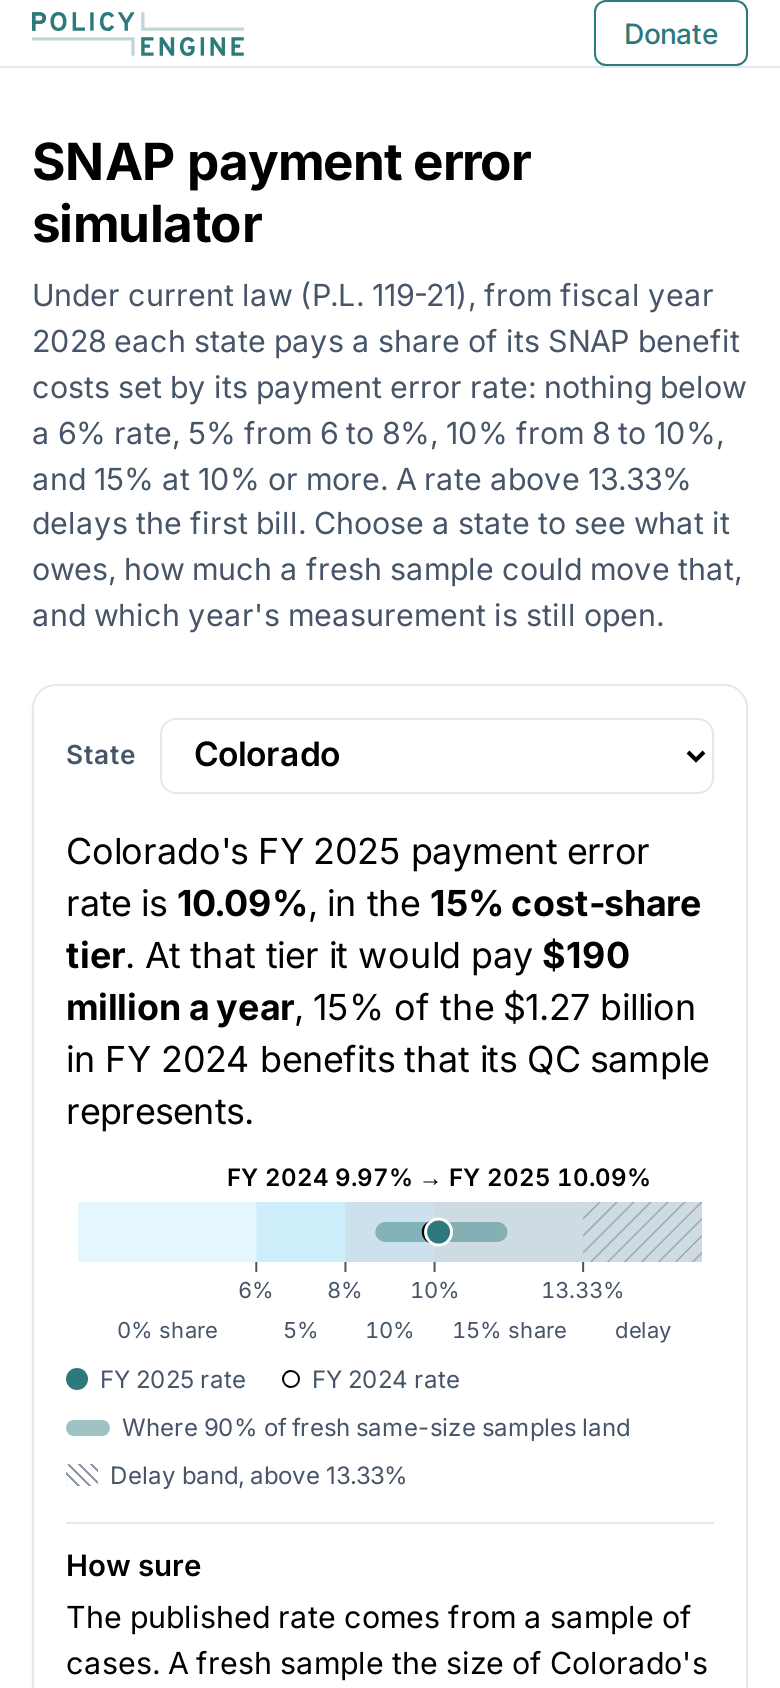 POLICY
ENGINE
Donate
SNAP payment error
simulator
Under current law (P.L. 119-21), from fiscal year
2028 each state pays a share of its SNAP benefit
costs set by its payment error rate: nothing below
a 6% rate, 5% from 6 to 8%, 10% from 8 to 10%,
and 15% at 10% or more. A rate above 13.33%
delays the first bill. Choose a state to see what it
owes, how much a fresh sample could move that,
and which year's measurement is still open.
State
Colorado
Colorado's FY 2025 payment error
rate is 10.09%, in the 15% cost-share
tier. At that tier it would pay $190
million a year, 15% of the $1.27 billion
in FY 2024 benefits that its QC sample
represents.
FY 2024 9.97% → FY 2025 10.09%
6% 8% 10% 13.33%
0% share 5% 10% 15% share delay
FY 2025 rate FY 2024 rate
Where 90% of fresh same-size samples land
Delay band, above 13.33%
How sure
The published rate comes from a sample of
cases. A fresh sample the size of Colorado's